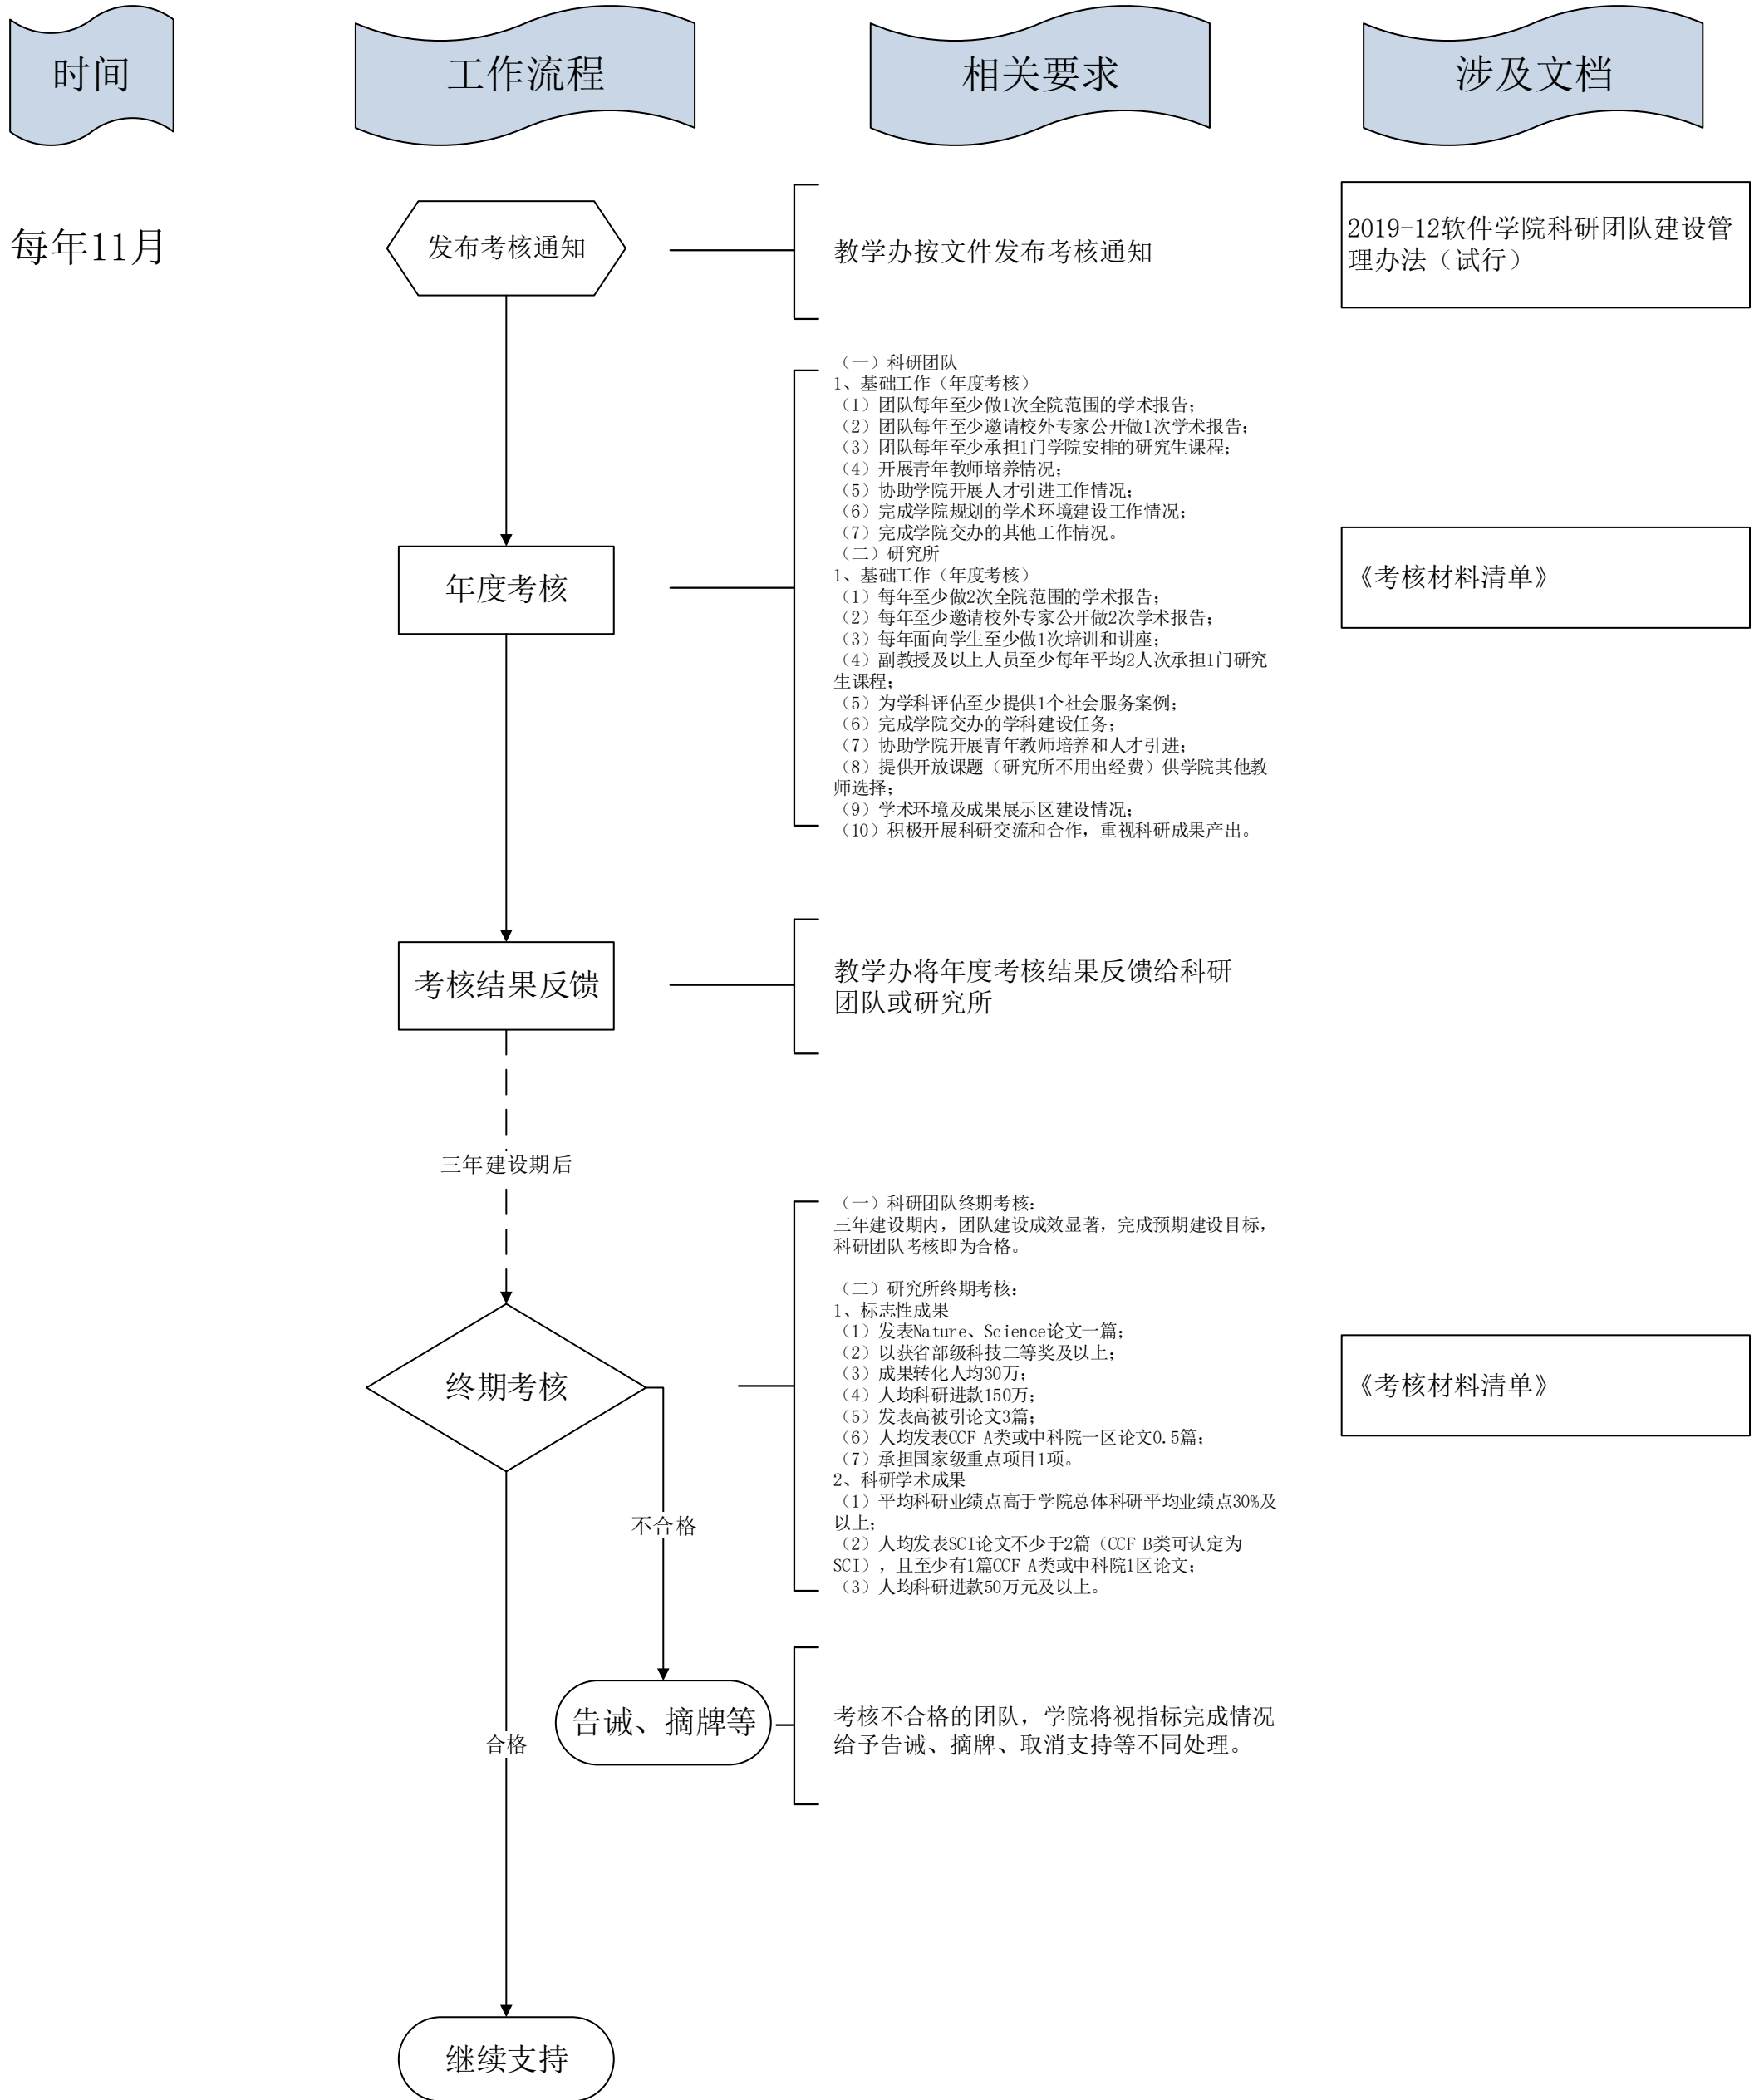 时间
工作流程
相关要求
涉及文档
每年11月
发布考核通知
教学办按文件发布考核通知
2019-12软件学院科研团队建设管
理办法（试行）
（一）科研团队
1、基础工作（年度考核）
（1）团队每年至少做1次全院范围的学术报告；
（2）团队每年至少邀请校外专家公开做1次学术报告；
（3）团队每年至少承担1门学院安排的研究生课程；
（4）开展青年教师培养情况；
（5）协助学院开展人才引进工作情况；
（6）完成学院规划的学术环境建设工作情况；
（7）完成学院交办的其他工作情况。
（二）研究所
1、基础工作（年度考核）
（1）每年至少做2次全院范围的学术报告；
（2）每年至少邀请校外专家公开做2次学术报告；
（3）每年面向学生至少做1次培训和讲座；
（4）副教授及以上人员至少每年平均2人次承担1门研究
生课程；
（5）为学科评估至少提供1个社会服务案例；
（6）完成学院交办的学科建设任务；
（7）协助学院开展青年教师培养和人才引进；
（8）提供开放课题（研究所不用出经费）供学院其他教
师选择；
（9）学术环境及成果展示区建设情况；
（10）积极开展科研交流和合作，重视科研成果产出。
年度考核
《考核材料清单》
考核结果反馈
教学办将年度考核结果反馈给科研
团队或研究所
三年建设期后
（一）科研团队终期考核：
三年建设期内，团队建设成效显著，完成预期建设目标，
科研团队考核即为合格。
（二）研究所终期考核：
1、标志性成果
（1）发表Nature、Science论文一篇；
（2）以获省部级科技二等奖及以上；
（3）成果转化人均30万；
（4）人均科研进款150万；
（5）发表高被引论文3篇；
（6）人均发表CCF A类或中科院一区论文0.5篇；
（7）承担国家级重点项目1项。
2、科研学术成果
（1）平均科研业绩点高于学院总体科研平均业绩点30%及
以上；
（2）人均发表SCI论文不少于2篇（CCF B类可认定为
SCI），且至少有1篇CCF A类或中科院1区论文；
（3）人均科研进款50万元及以上。
终期考核
《考核材料清单》
不合格
告诫、摘牌等
考核不合格的团队，学院将视指标完成情况
给予告诫、摘牌、取消支持等不同处理。
合格
继续支持